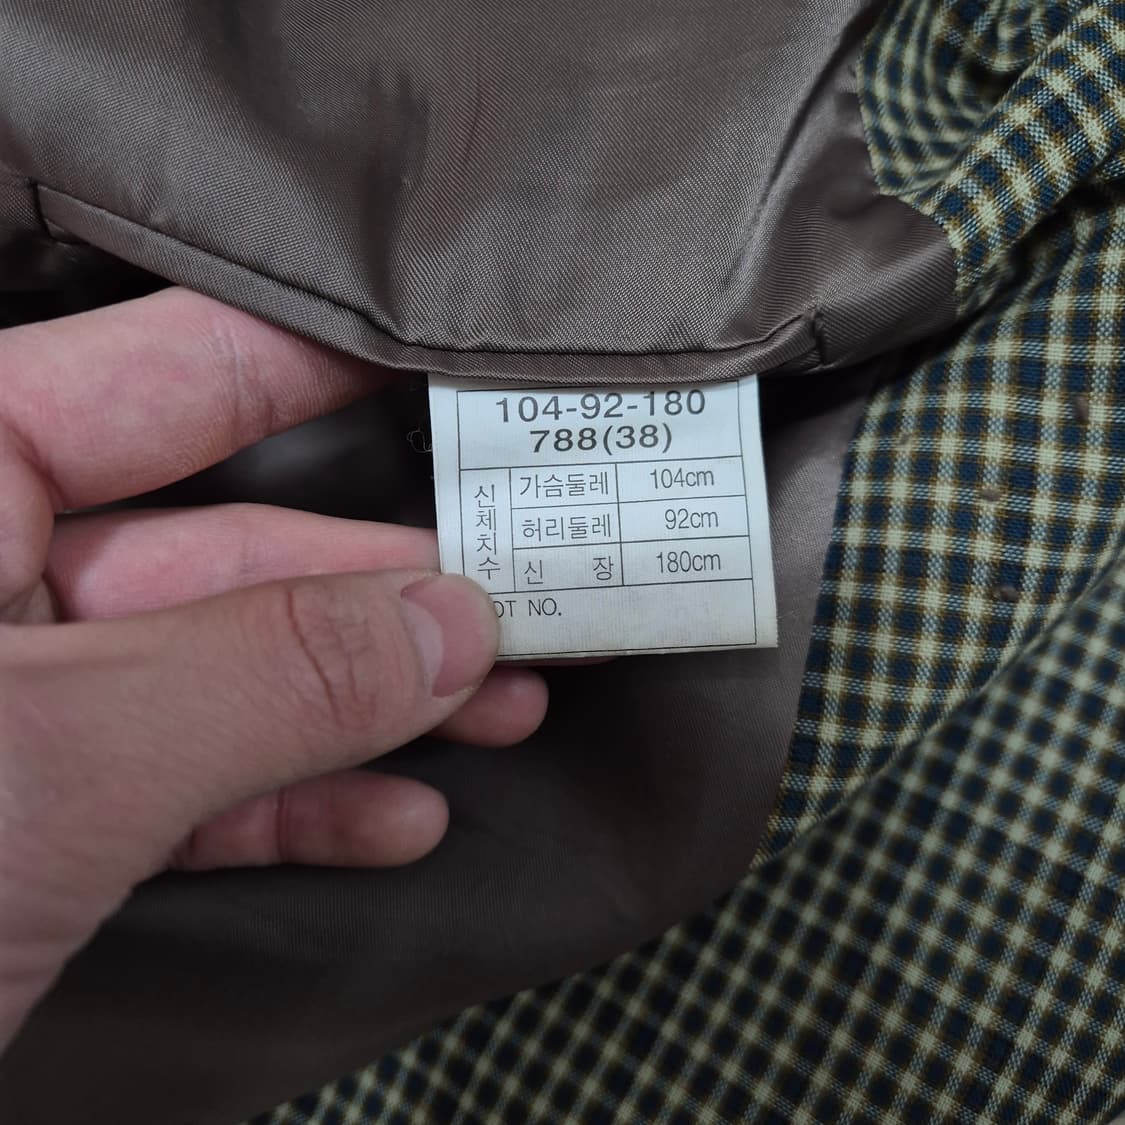 104-92-180
788(38)
신체치수
가슴둘레 104cm
허리둘레 92cm
신 장 180cm
OT NO.